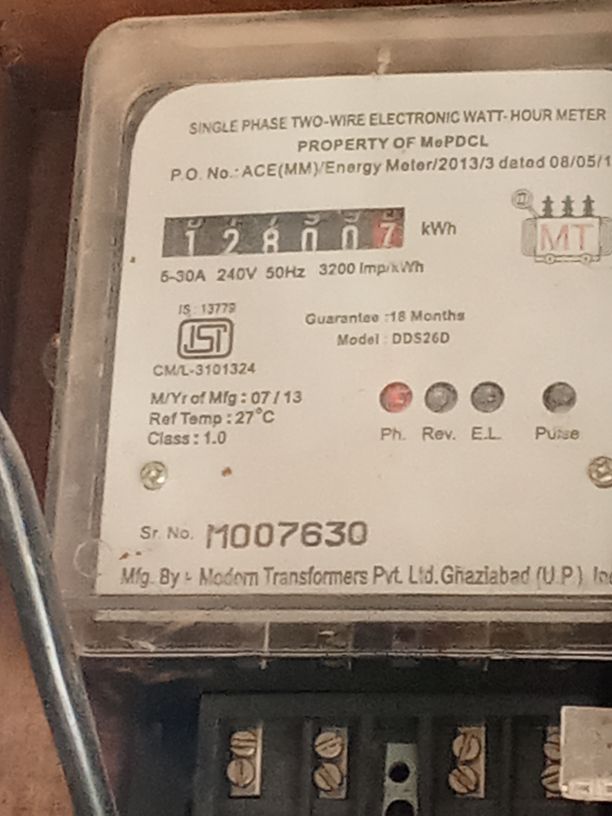 SINGLE PHASE TWO-WIRE ELECTRONIC WATT-HOUR METER
PROPERTY OF MePDCL
P.O. No.: ACE(MM)/Energy Meter/2013/3 dated 08/05/1
128007 kWh
MT
5-30A 240V 50Hz 3200 Imp/kWh
IS : 13779
ISI
CM/L-3101324
Guarantee :18 Months
Model : DDS26D
M/Yr of Mfg : 07 / 13
Ref Temp : 27°C
Class : 1.0
Ph. Rev. E.L. Pulse
Sr. No. M007630
Mfg. By :- Modern Transformers Pvt. Ltd. Ghaziabad (U.P.)